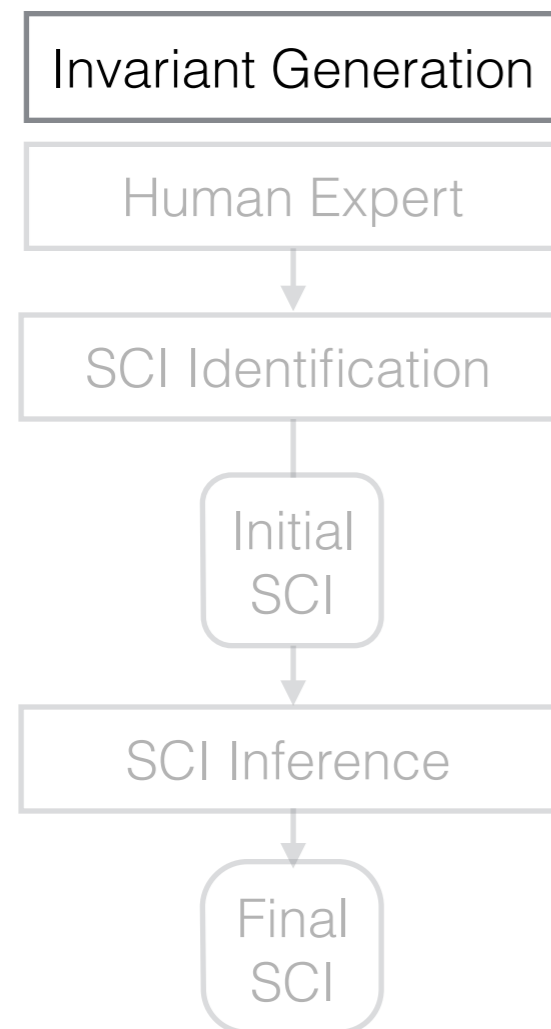 Invariant Generation
Human Expert
SCI Identification
Initial
SCI
SCI Inference
Final
SCI